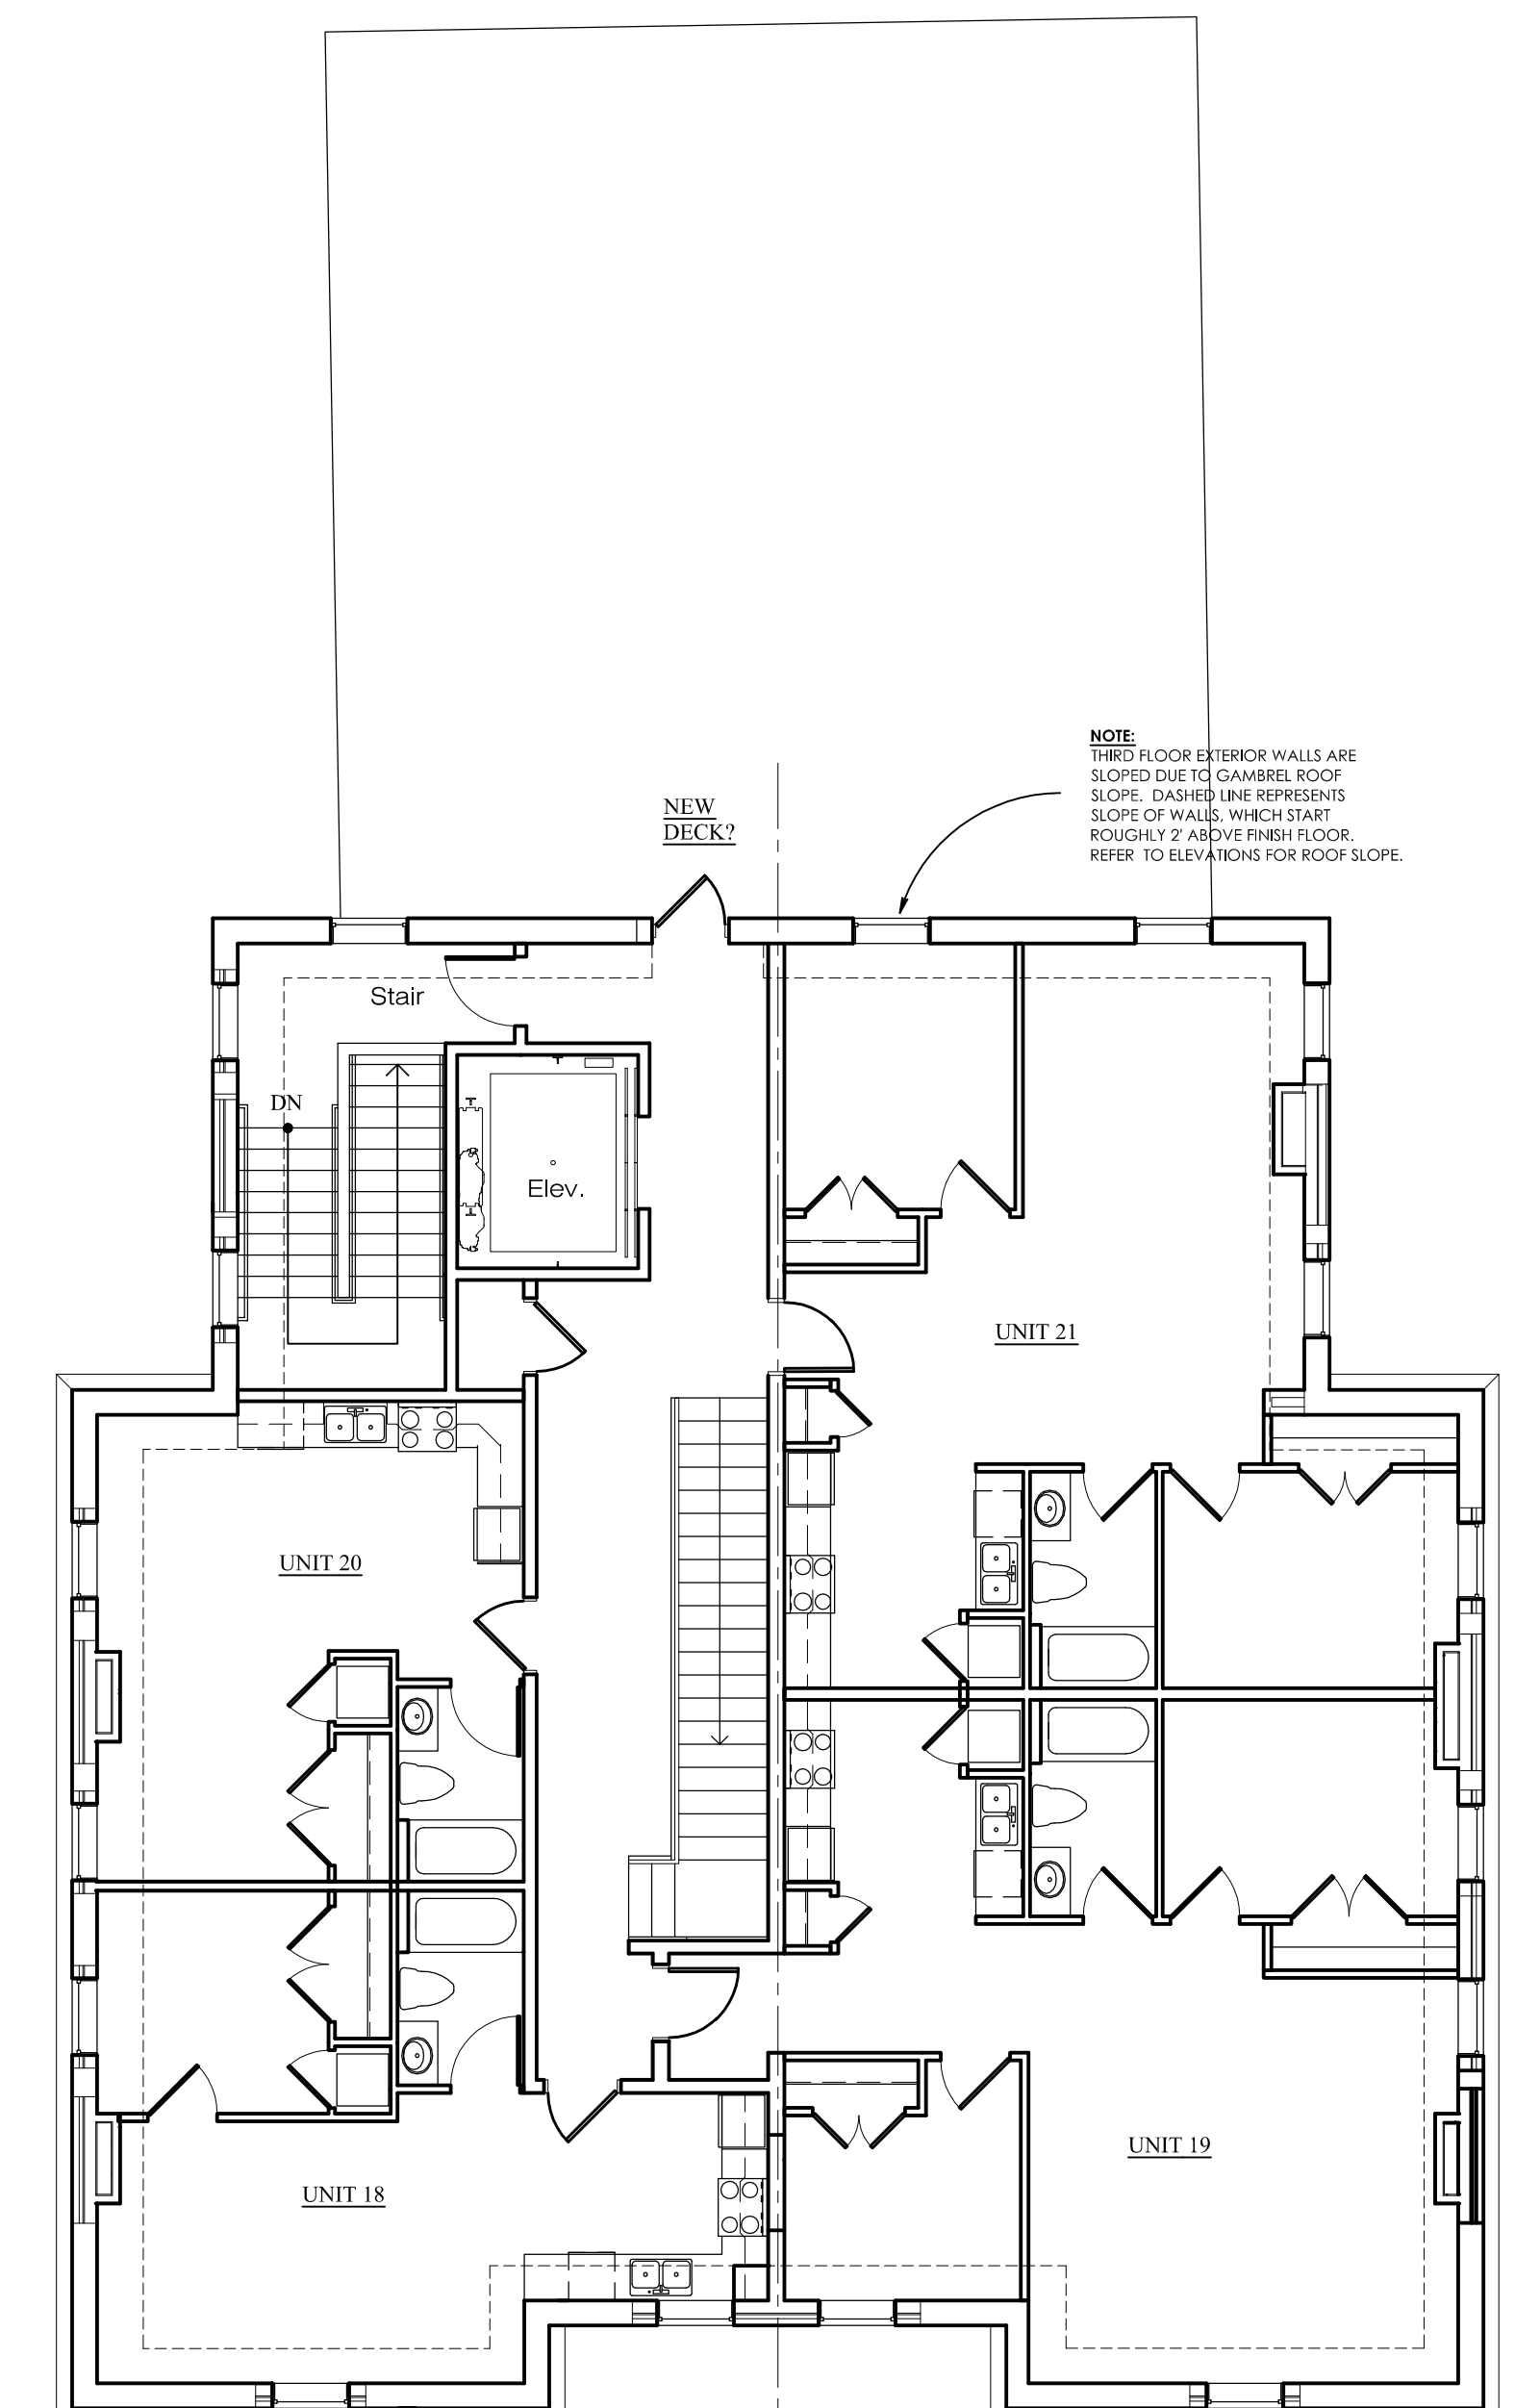 NOTE:
THIRD FLOOR EXTERIOR WALLS ARE
SLOPED DUE TO GAMBREL ROOF
SLOPE. DASHED LINE REPRESENTS
SLOPE OF WALLS, WHICH START
ROUGHLY 2' ABOVE FINISH FLOOR.
REFER TO ELEVATIONS FOR ROOF SLOPE.
NEW
DECK?
Stair
DN
Elev.
UNIT 21
UNIT 20
UNIT 19
UNIT 18